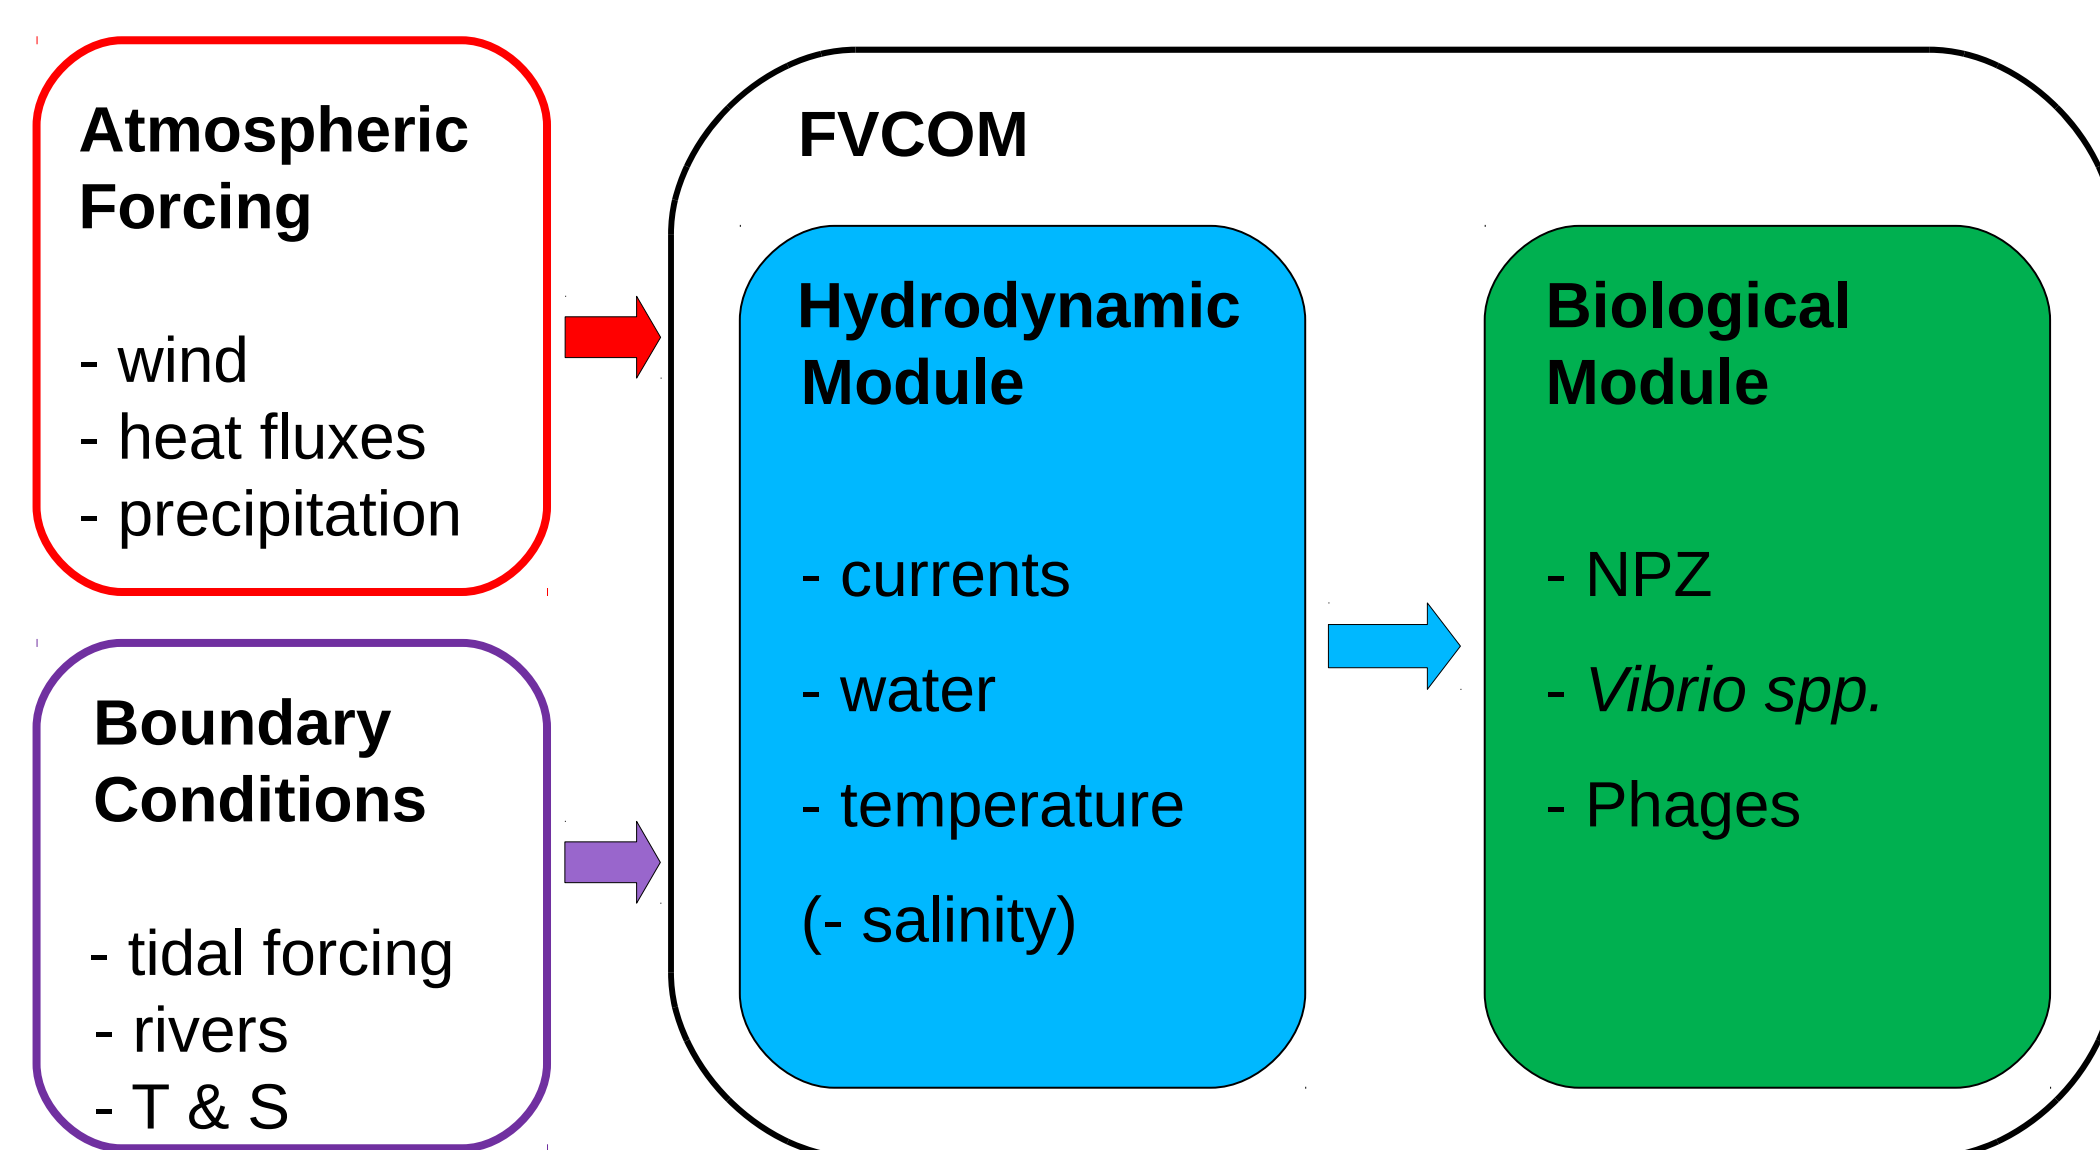 Atmospheric
Forcing
- wind
- heat fluxes
- precipitation
Boundary
Conditions
- tidal forcing
- rivers
- T & S
FVCOM
Hydrodynamic
Module
- currents
- water
- temperature
(- salinity)
Biological
Module
- NPZ
- Vibrio spp.
- Phages